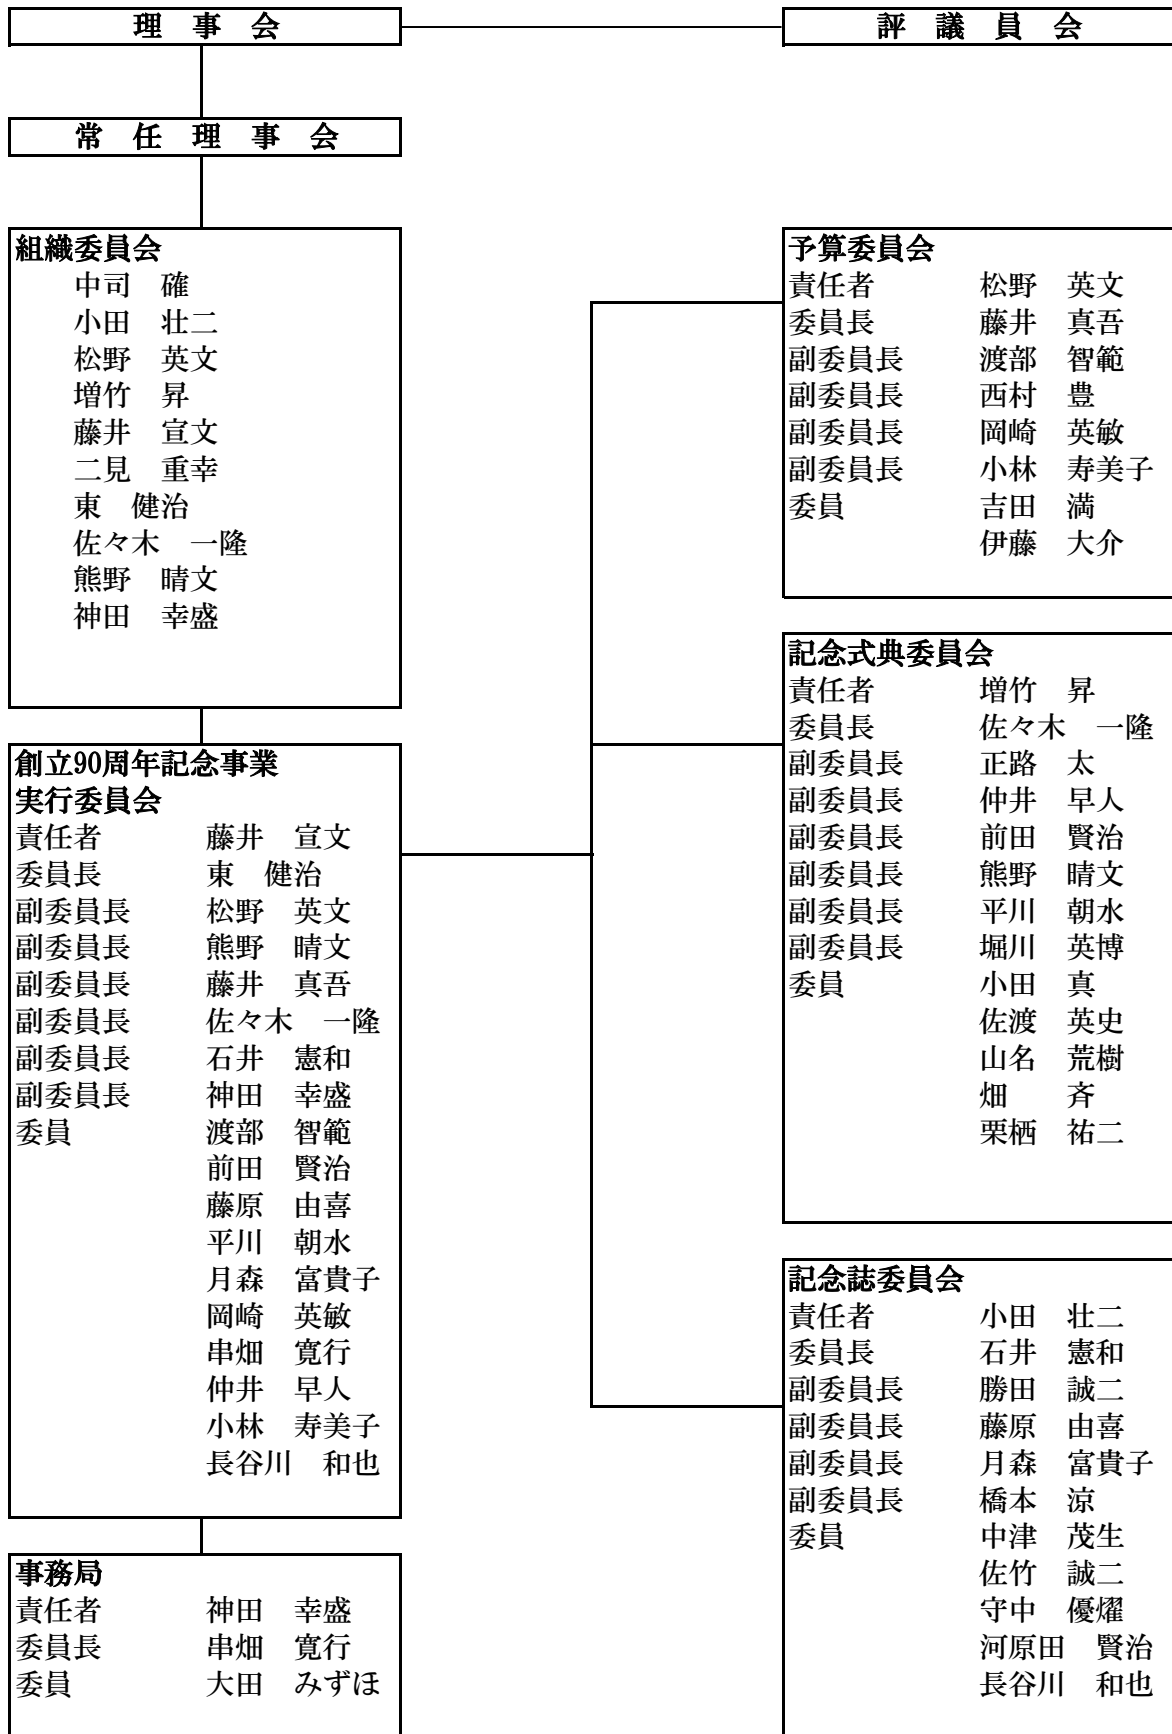 理　事　会
評　議　員　会
常　任　理　事　会
組織委員会
中司　確
小田　壮二
松野　英文
増竹　昇
藤井　宣文
二見　重幸
東　健治
佐々木　一隆
熊野　晴文
神田　幸盛
創立90周年記念事業
実行委員会
責任者　藤井　宣文
委員長　東　健治
副委員長　松野　英文
副委員長　熊野　晴文
副委員長　藤井　真吾
副委員長　佐々木　一隆
副委員長　石井　憲和
副委員長　神田　幸盛
委員　渡部　智範
前田　賢治
藤原　由喜
平川　朝水
月森　富貴子
岡崎　英敏
串畑　寛行
仲井　早人
小林　寿美子
長谷川　和也
事務局
責任者　神田　幸盛
委員長　串畑　寛行
委員　大田　みずほ
予算委員会
責任者　松野　英文
委員長　藤井　真吾
副委員長　渡部　智範
副委員長　西村　豊
副委員長　岡崎　英敏
副委員長　小林　寿美子
委員　吉田　満
伊藤　大介
記念式典委員会
責任者　増竹　昇
委員長　佐々木　一隆
副委員長　正路　太
副委員長　仲井　早人
副委員長　前田　賢治
副委員長　熊野　晴文
副委員長　平川　朝水
副委員長　堀川　英博
委員　小田　真
佐渡　英史
山名　荒樹
畑　斉
栗栖　祐二
記念誌委員会
責任者　小田　壮二
委員長　石井　憲和
副委員長　勝田　誠二
副委員長　藤原　由喜
副委員長　月森　富貴子
副委員長　橋本　涼
委員　中津　茂生
佐竹　誠二
守中　優燿
河原田　賢治
長谷川　和也